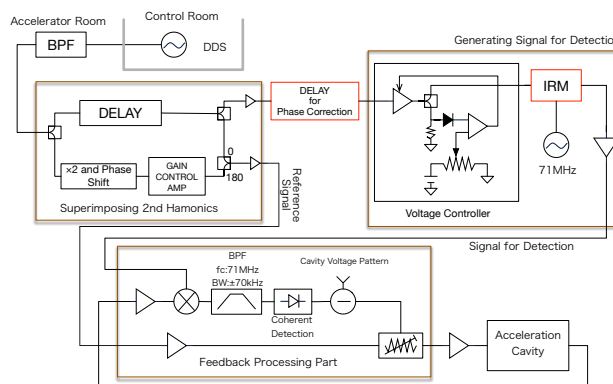 Accelerator Room
Control Room
BPF
DDS
Generating Signal for Detectio
DELAY
DELAY
for
Phase Correction
IRM
71MHz
×2 and Phase
Shift
GAIN
CONTROL
AMP
0
180
Reference
Signal
Superimposing 2nd Hamonics
Voltage Controller
Signal for Detection
BPF
fc:71MHz
BW:±70kHz
Cavity Voltage Pattern
Coherent
Detection
Feedback Processing Part
Acceleration
Cavity